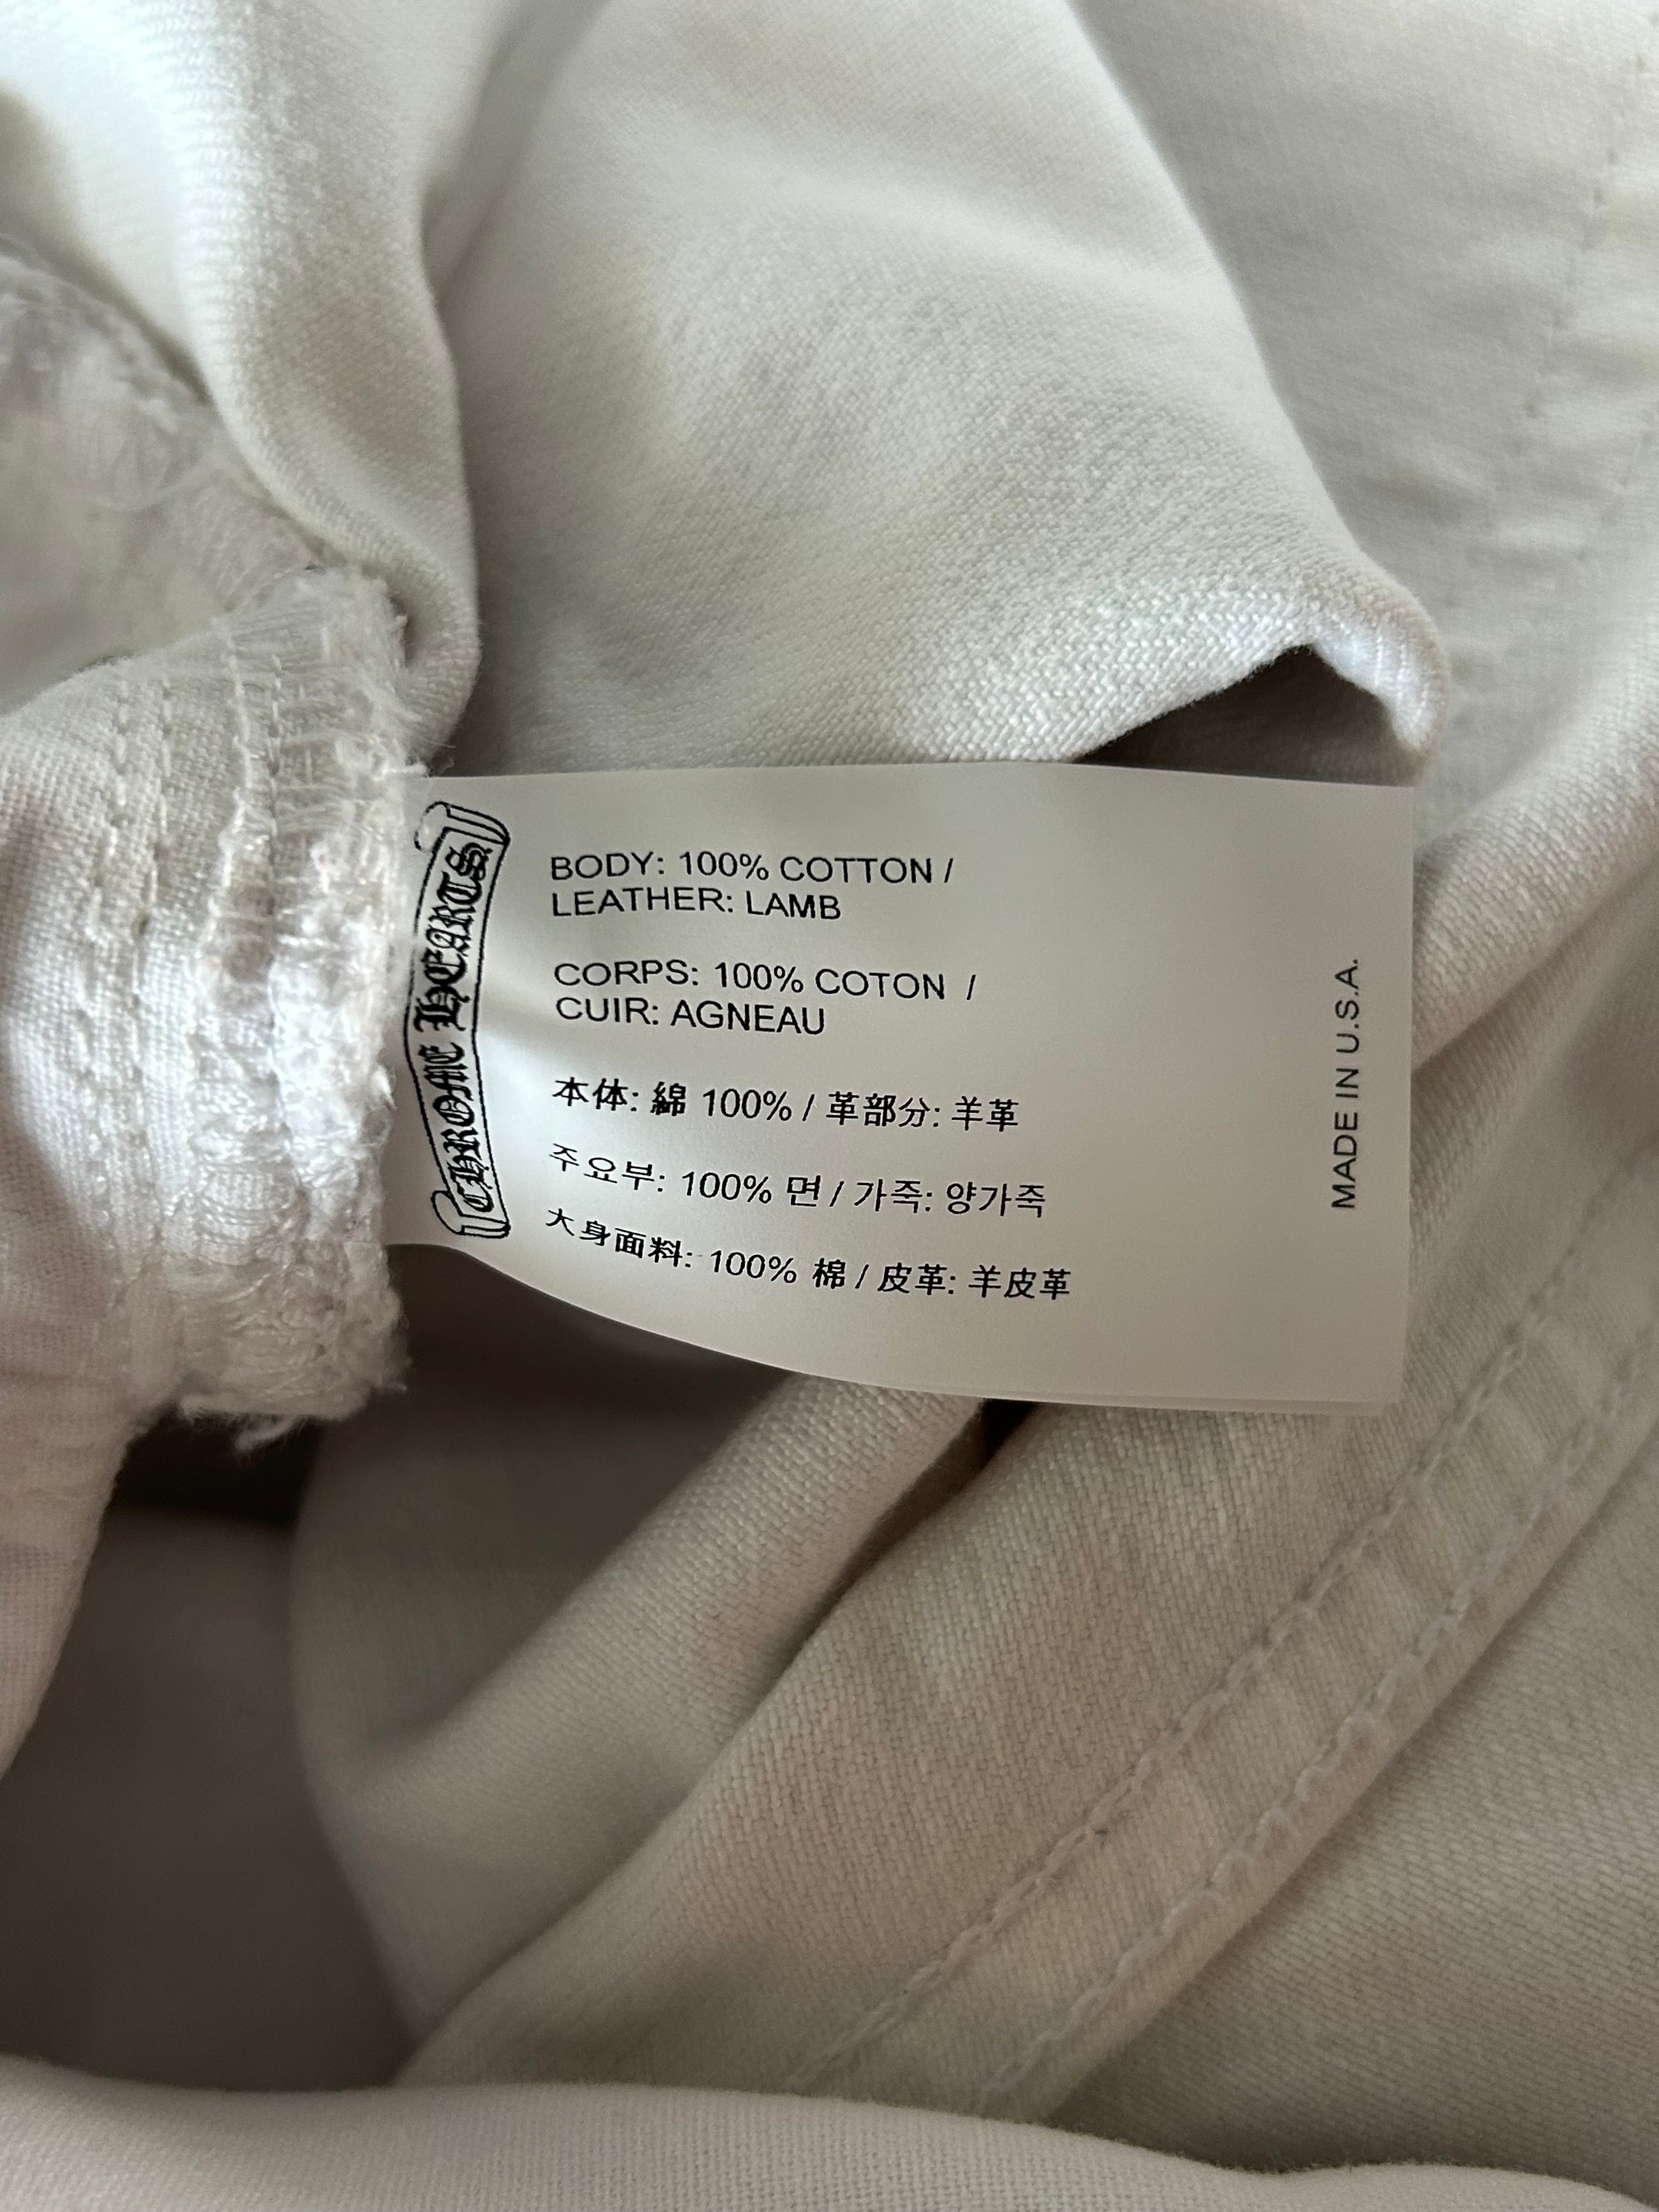 CHROME HEARTS
BODY: 100% COTTON /
LEATHER: LAMB
CORPS: 100% COTON /
CUIR: AGNEAU
本体: 綿 100% / 革部分: 羊革
주요부: 100% 면 / 가죽: 양가죽
大身面料: 100% 棉 / 皮革: 羊皮革
MADE IN U.S.A.